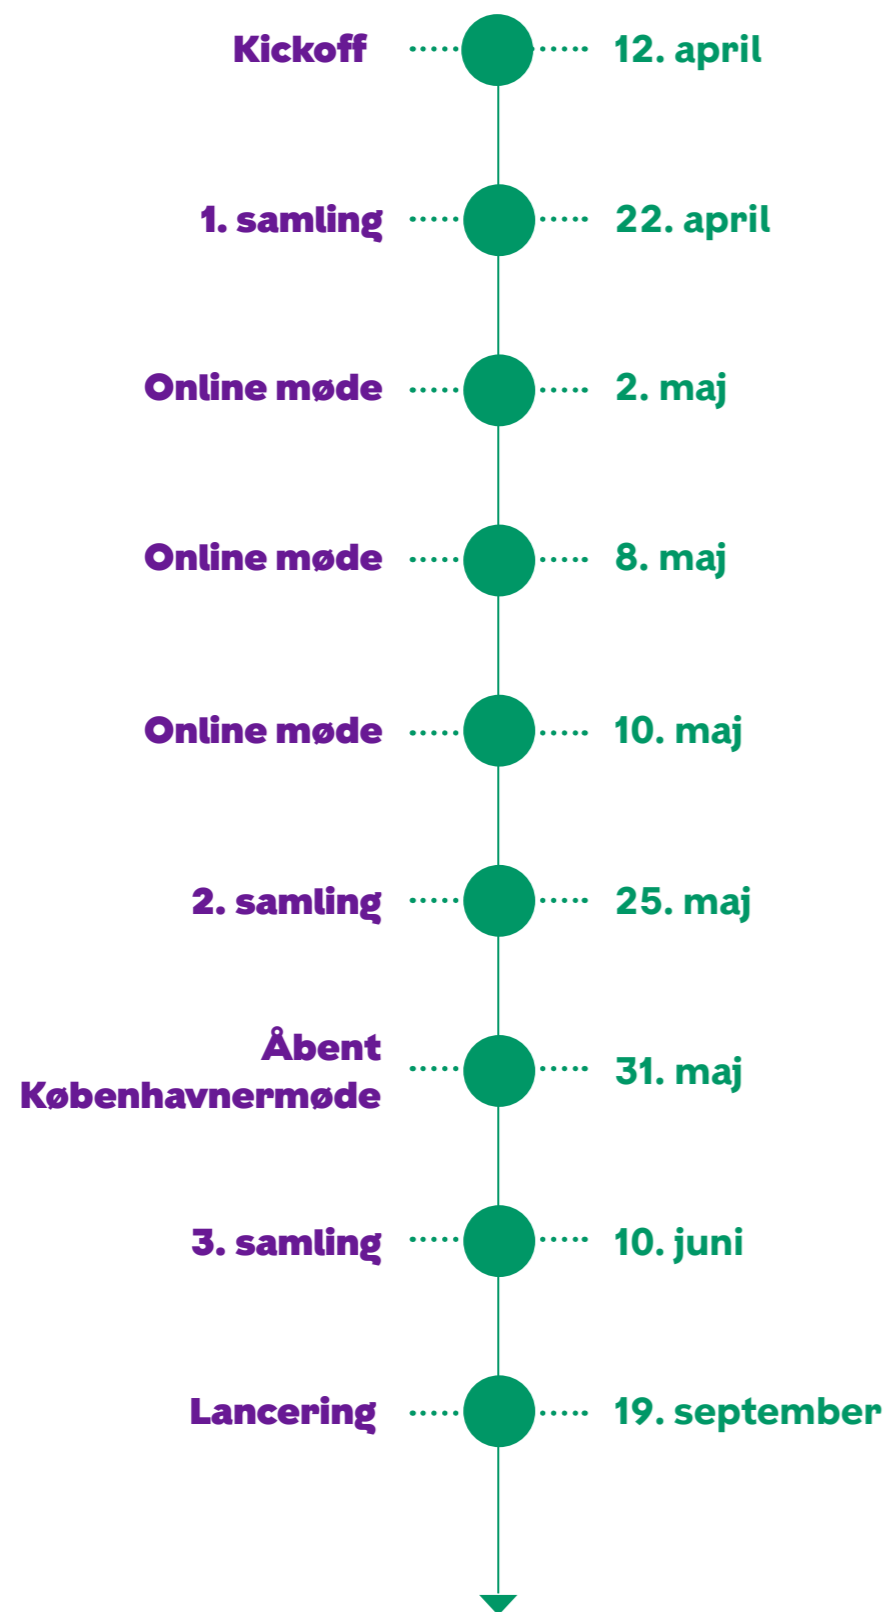 Kickoff 12. april
1. samling 22. april
Online møde 2. maj
Online møde 8. maj
Online møde 10. maj
2. samling 25. maj
Åbent
Københavnermøde 31. maj
3. samling 10. juni
Lancering 19. september